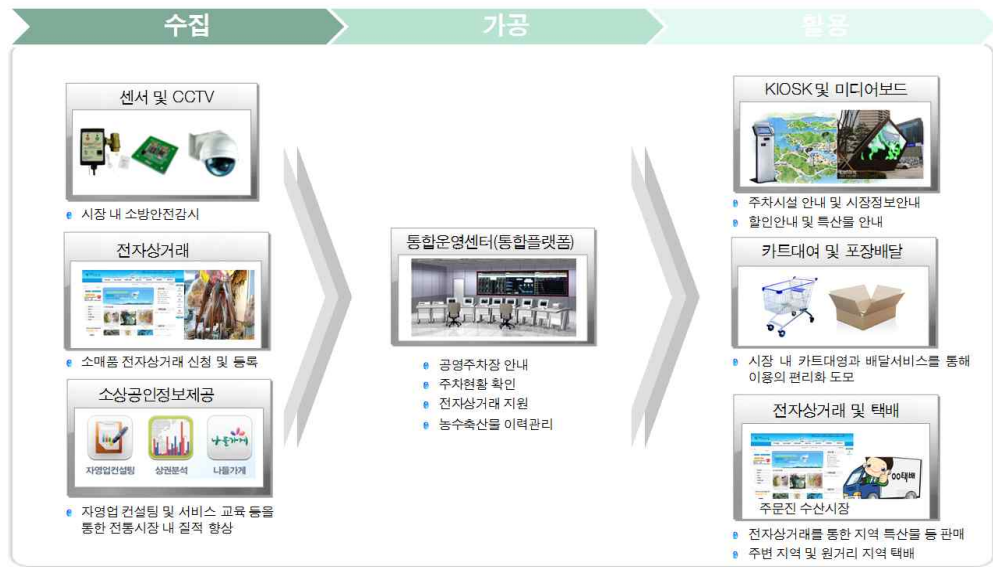 수집
가공
활용
센서 및 CCTV
시장 내 소방안전감시
전자상거래
소매품 전자상거래 신청 및 등록
소상공인정보제공
자영업컨설팅
상권분석
나들가게
나들가게
자영업 컨설팅 및 서비스 교육 등을
통한 전통시장 내 질적 향상
통합운영센터(통합플랫폼)
공영주차장 안내
주차현황 확인
전자상거래 지원
농수축산물 이력관리
KIOSK 및 미디어보드
주차시설 안내 및 시장정보안내
할인안내 및 특산물 안내
카트대여 및 포장배달
시장 내 카트대영과 배달서비스를 통해
이용의 편리화 도모
전자상거래 및 택배
OO택배
주문진 수산시장
전자상거래를 통한 지역 특산물 등 판매
주변 지역 및 원거리 지역 택배